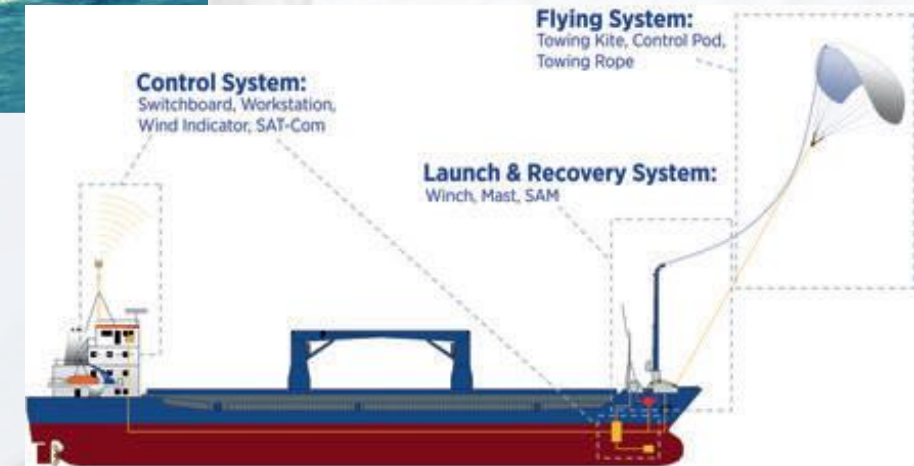 Flying System:
Towing Kite, Control Pod,
Towing Rope
Control System:
Switchboard, Workstation,
Wind Indicator, SAT-Com
Launch & Recovery System:
Winch, Mast, SAM